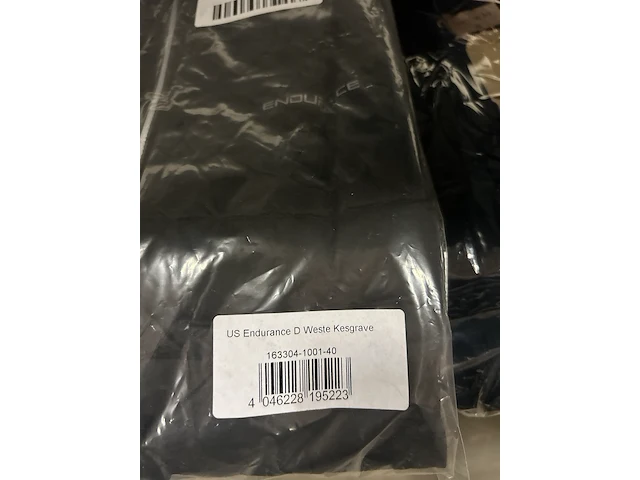 ENDURANCE
US Endurance D Weste Kesgrave
163304-1001-40
4 046228 195223